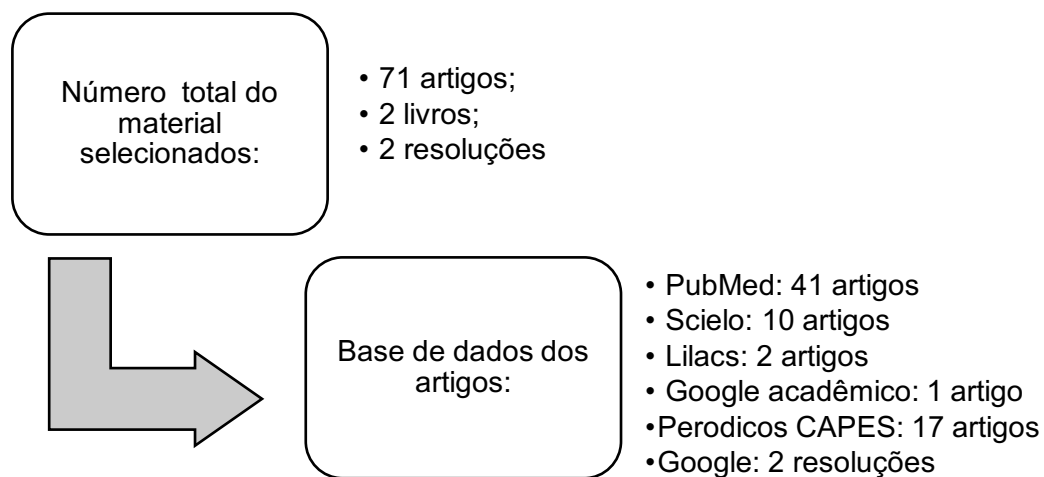 Número total do
material
selecionados:
• 71 artigos;
• 2 livros;
• 2 resoluções
Base de dados dos
artigos:
• PubMed: 41 artigos
• Scielo: 10 artigos
• Lilacs: 2 artigos
• Google acadêmico: 1 artigo
•Perodicos CAPES: 17 artigos
•Google: 2 resoluções